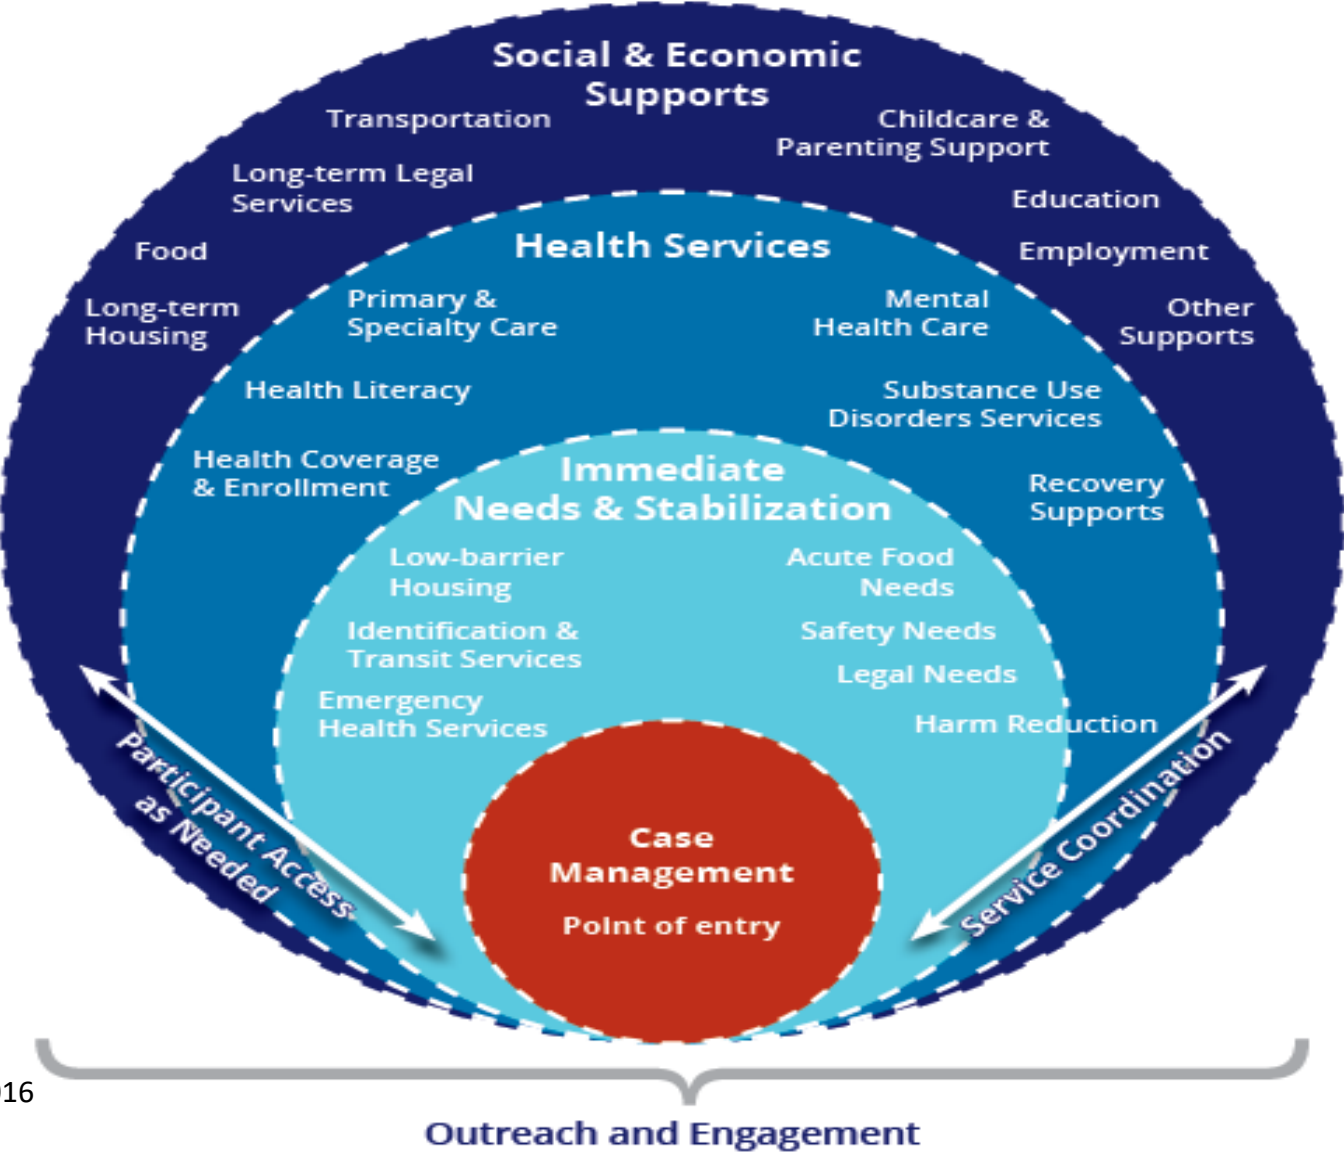 Social & Economic
Supports
Transportation
Childcare &
Parenting Support
Long-term Legal
Services
Education
Food
Employment
Long-term
Housing
Other
Supports
Health Services
Primary &
Specialty Care
Mental
Health Care
Health Literacy
Substance Use
Disorders Services
Health Coverage
& Enrollment
Recovery
Supports
Immediate
Needs & Stabilization
Low-barrier
Housing
Acute Food
Needs
Identification &
Transit Services
Safety Needs
Legal Needs
Emergency
Health Services
Harm Reduction
Participant Access
as Needed
Service Coordination
Case
Management
PoInt of entry
16
Outreach and Engagement